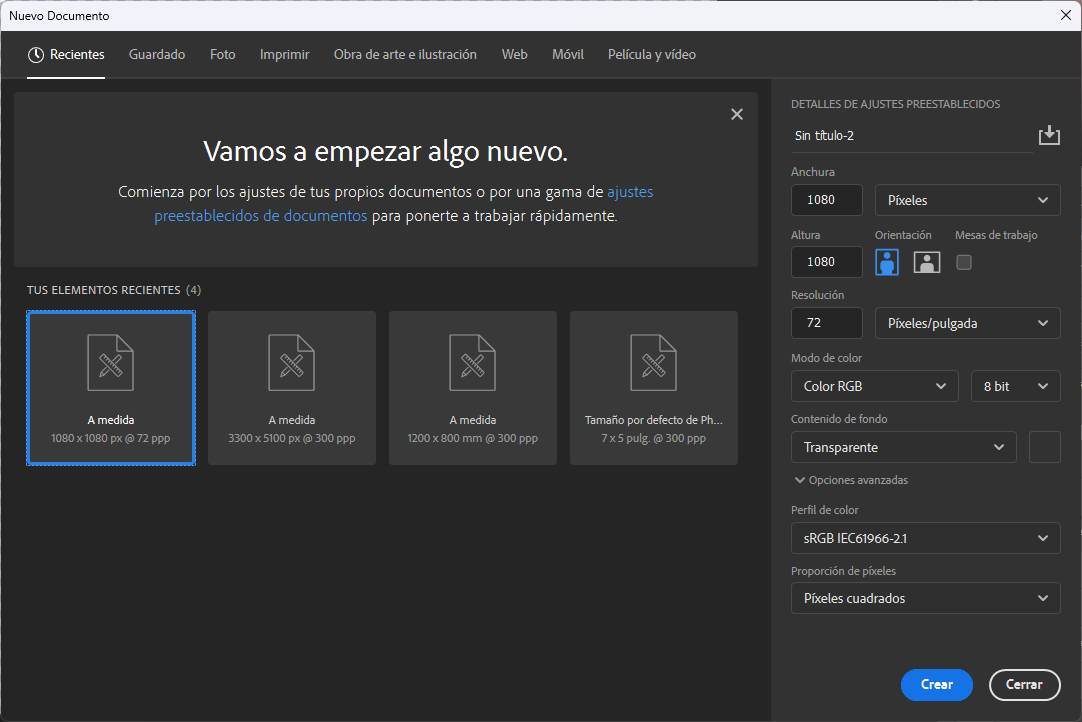 Nuevo Documento
Recientes Guardado Foto Imprimir Obra de arte e ilustración Web Móvil Película y vídeo
Vamos a empezar algo nuevo.
Comienza por los ajustes de tus propios documentos o por una gama de ajustes
preestablecidos de documentos para ponerte a trabajar rápidamente.
TUS ELEMENTOS RECIENTES (4)
A medida
1080 x 1080 px @ 72 ppp
A medida
3300 x 5100 px @ 300 ppp
A medida
1200 x 800 mm @ 300 ppp
Tamaño por defecto de Ph...
7 x 5 pulg. @ 300 ppp
DETALLES DE AJUSTES PREESTABLECIDOS
Sin título-2
Anchura
1080 Píxeles
Altura Orientación Mesas de trabajo
1080
Resolución
72 Píxeles/pulgada
Modo de color
Color RGB 8 bit
Contenido de fondo
Transparente
Opciones avanzadas
Perfil de color
sRGB IEC61966-2.1
Proporción de píxeles
Píxeles cuadrados
Crear Cerrar